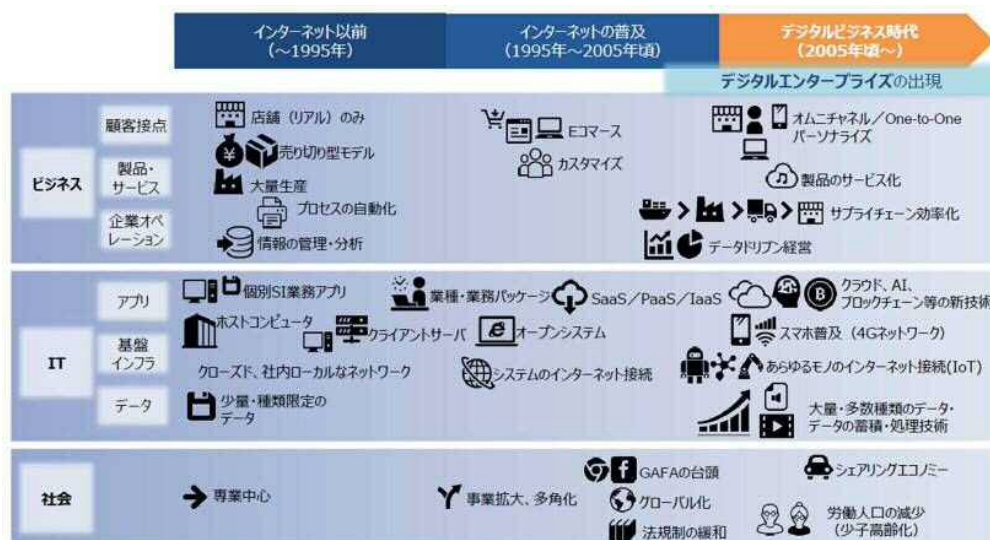 インターネット以前
(～1995年)
インターネットの普及
(1995年～2005年頃)
デジタルビジネス時代
(2005年頃～)
デジタルエンタープライズの出現
ビジネス
顧客接点
店舗（リアル）のみ
Eコマース
オムニチャネル／One-to-One
パーソナライズ
売り切り型モデル
カスタマイズ
製品・
サービス
大量生産
製品のサービス化
企業オペ
レーション
プロセスの自動化
サプライチェーン効率化
情報の管理・分析
データドリブン経営
IT
アプリ
個別SI業務アプリ
業種・業務パッケージ
SaaS／PaaS／IaaS
クラウド、AI、
ブロックチェーン等の新技術
基盤
インフラ
ホストコンピュータ
クライアントサーバ
オープンシステム
スマホ普及（4Gネットワーク）
クローズド、社内ローカルなネットワーク
システムのインターネット接続
あらゆるモノのインターネット接続(IoT)
データ
少量・種類限定の
データ
大量・多数種類のデータ・
データの蓄積・処理技術
社会
専業中心
事業拡大、多角化
GAFAの台頭
グローバル化
法規制の緩和
シェアリングエコノミー
労働人口の減少
(少子高齢化)